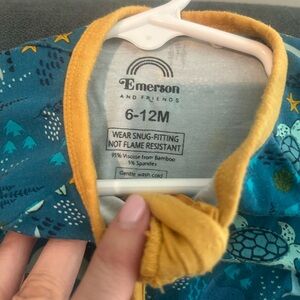 Emerson
AND FRIENDS
6-12M
WEAR SNUG-FITTING
NOT FLAME RESISTANT
95% Viscose from Bamboo
5% Spandex
Gentle wash cold